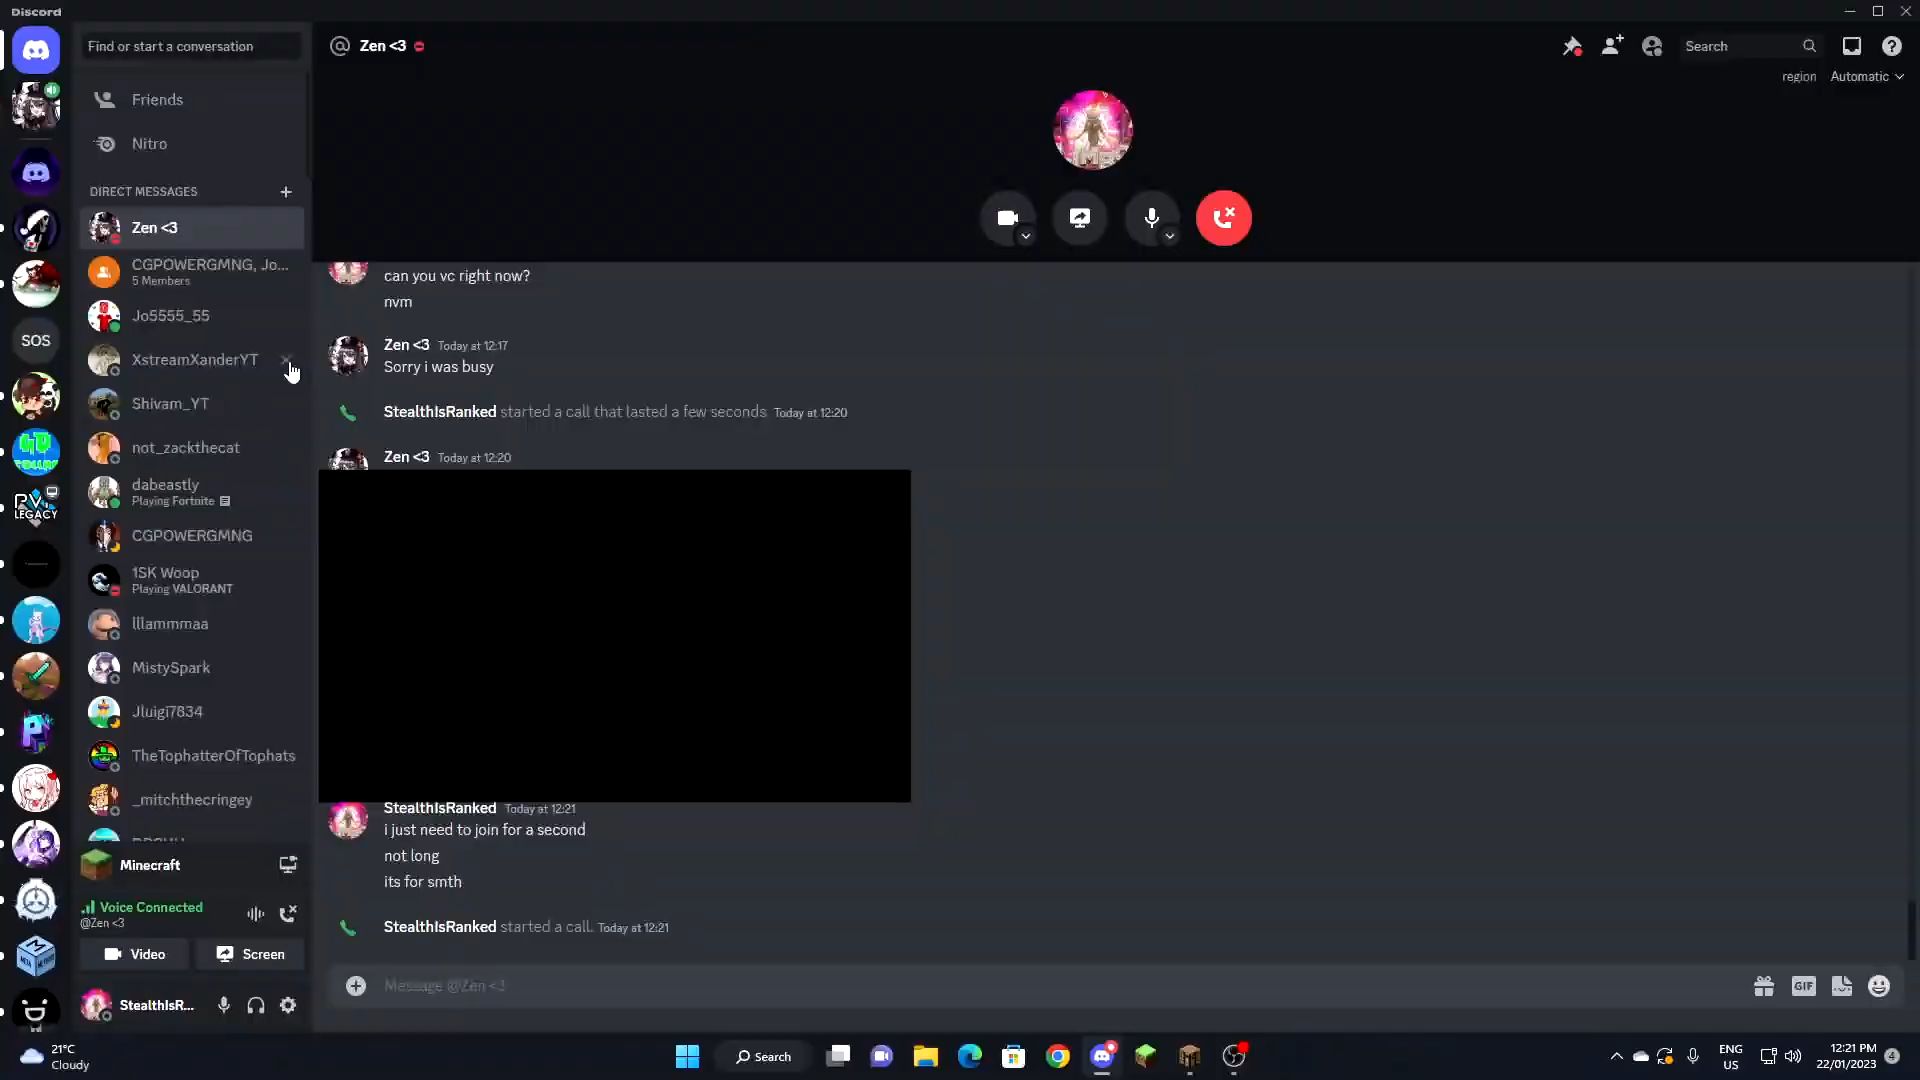 Discord
Find or start a conversation
Friends
Nitro
DIRECT MESSAGES
Zen <3
CGPOWERGMNG, Jo...
5 Members
Jo5555_55
XstreamXanderYT
Shivam_YT
not_zackthecat
dabeastly
Playing Fortnite
CGPOWERGMNG
1SK Woop
Playing VALORANT
lllammmaa
MistySpark
Jluigi7834
TheTophatterOfTophats
_mitchthecringey
SOS
PV
LEGACY
Minecraft
Voice Connected
@Zen <3
Video
Screen
StealthIsR...
@ Zen <3
Search
region
Automatic
can you vc right now?
nvm
Zen <3 Today at 12:17
Sorry i was busy
StealthIsRanked started a call that lasted a few seconds. Today at 12:20
Zen <3 Today at 12:20
StealthIsRanked Today at 12:21
i just need to join for a second
not long
its for smth
StealthIsRanked started a call. Today at 12:21
Message @Zen <3
GIF
21°C
Cloudy
Search
ENG
US
12:21 PM
22/01/2023
4